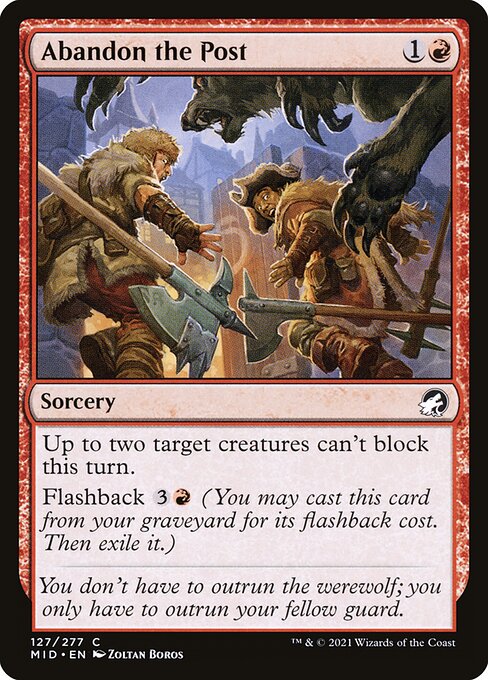 Abandon the Post 1
Sorcery
Up to two target creatures can't block
this turn.
Flashback 3 (You may cast this card
from your graveyard for its flashback cost.
Then exile it.)
You don't have to outrun the werewolf; you
only have to outrun your fellow guard.
127/277 C
MID • EN Zoltan Boros
™ & © 2021 Wizards of the Coast